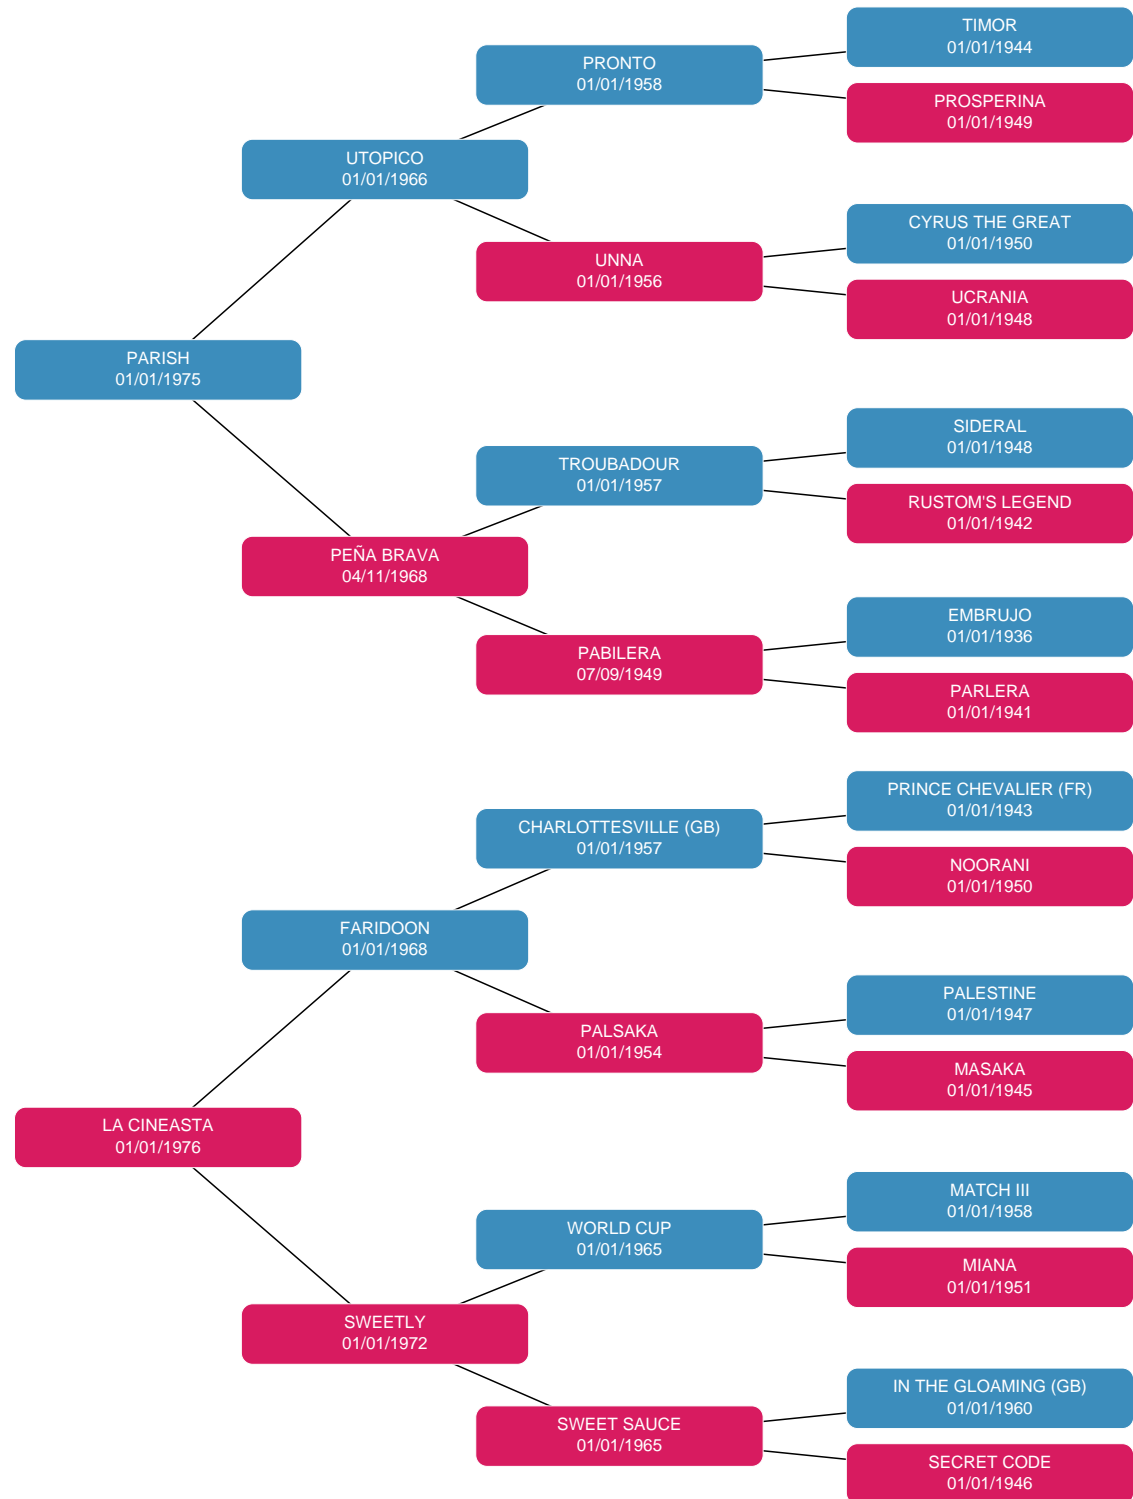 TIMOR
01/01/1944
PRONTO
01/01/1958
PROSPERINA
01/01/1949
UTOPICO
01/01/1966
CYRUS THE GREAT
01/01/1950
UNNA
01/01/1956
UCRANIA
01/01/1948
PARISH
01/01/1975
SIDERAL
01/01/1948
TROUBADOUR
01/01/1957
RUSTOM'S LEGEND
01/01/1942
PEÑA BRAVA
04/11/1968
EMBRUJO
01/01/1936
PABILERA
07/09/1949
PARLERA
01/01/1941
PRINCE CHEVALIER (FR)
01/01/1943
CHARLOTTESVILLE (GB)
01/01/1957
NOORANI
01/01/1950
FARIDOON
01/01/1968
PALESTINE
01/01/1947
PALSAKA
01/01/1954
MASAKA
01/01/1945
LA CINEASTA
01/01/1976
MATCH III
01/01/1958
WORLD CUP
01/01/1965
MIANA
01/01/1951
SWEETLY
01/01/1972
IN THE GLOAMING (GB)
01/01/1960
SWEET SAUCE
01/01/1965
SECRET CODE
01/01/1946